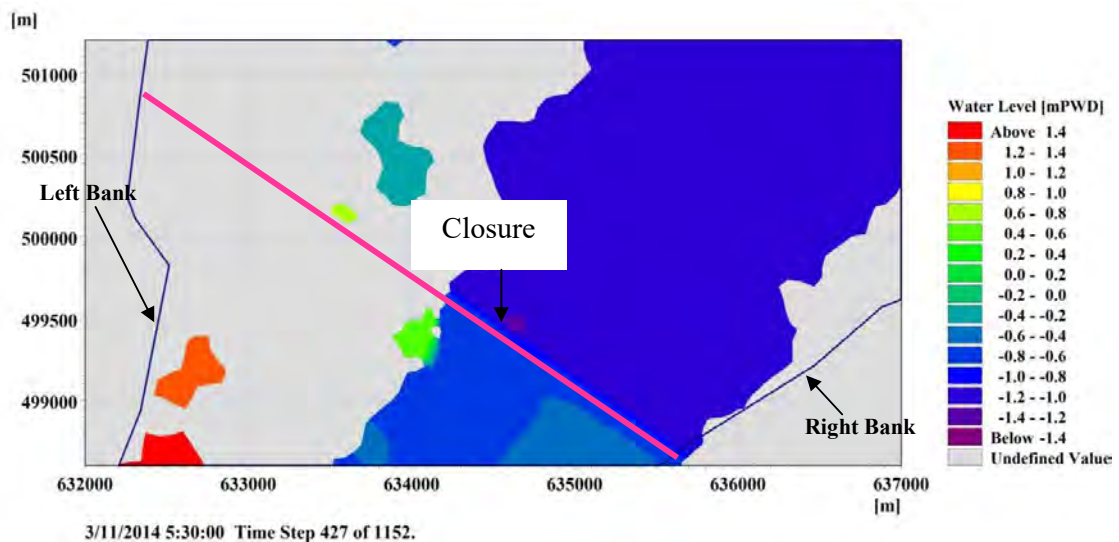 [m]
501000
500500
500000
499500
499000
632000 633000 634000 635000 636000 637000
[m]
Left Bank
Closure
Right Bank
Water Level [mPWD]
Above 1.4
1.2 - 1.4
1.0 - 1.2
0.8 - 1.0
0.6 - 0.8
0.4 - 0.6
0.2 - 0.4
0.0 - 0.2
-0.2 - 0.0
-0.4 - -0.2
-0.6 - -0.4
-0.8 - -0.6
-1.0 - -0.8
-1.2 - -1.0
-1.4 - -1.2
Below -1.4
Undefined Values
3/11/2014 5:30:00 Time Step 427 of 1152.